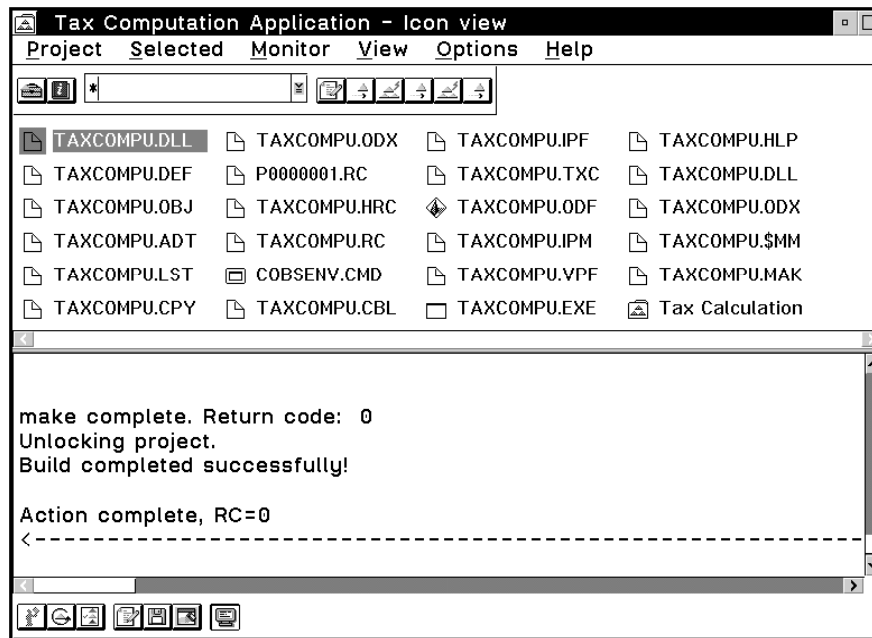 Tax Computation Application - Icon view
Project Selected Monitor View Options Help
*
TAXCOMPU.DLL TAXCOMPU.ODX TAXCOMPU.IPF TAXCOMPU.HLP
TAXCOMPU.DEF P0000001.RC TAXCOMPU.TXC TAXCOMPU.DLL
TAXCOMPU.OBJ TAXCOMPU.HRC TAXCOMPU.ODF TAXCOMPU.ODX
TAXCOMPU.ADT TAXCOMPU.RC TAXCOMPU.IPM TAXCOMPU.$MM
TAXCOMPU.LST COBSENV.CMD TAXCOMPU.VPF TAXCOMPU.MAK
TAXCOMPU.CPY TAXCOMPU.CBL TAXCOMPU.EXE Tax Calculation
make complete. Return code: 0
Unlocking project.
Build completed successfully!
Action complete, RC=0
<------------------------------------------------------------